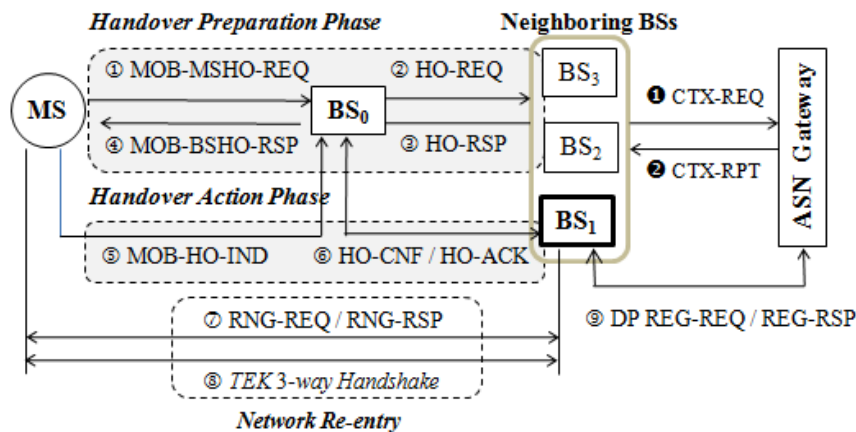 Handover Preparation Phase
Neighboring BSs
① MOB-MSHO-REQ
② HO-REQ
BS3
❶ CTX-REQ
MS
BS0
④ MOB-BSHO-RSP
③ HO-RSP
BS2
❷ CTX-RPT
ASN Gateway
Handover Action Phase
BS1
⑤ MOB-HO-IND
⑥ HO-CNF / HO-ACK
⑦ RNG-REQ / RNG-RSP
⑨ DP REG-REQ / REG-RSP
⑧ TEK 3-way Handshake
Network Re-entry